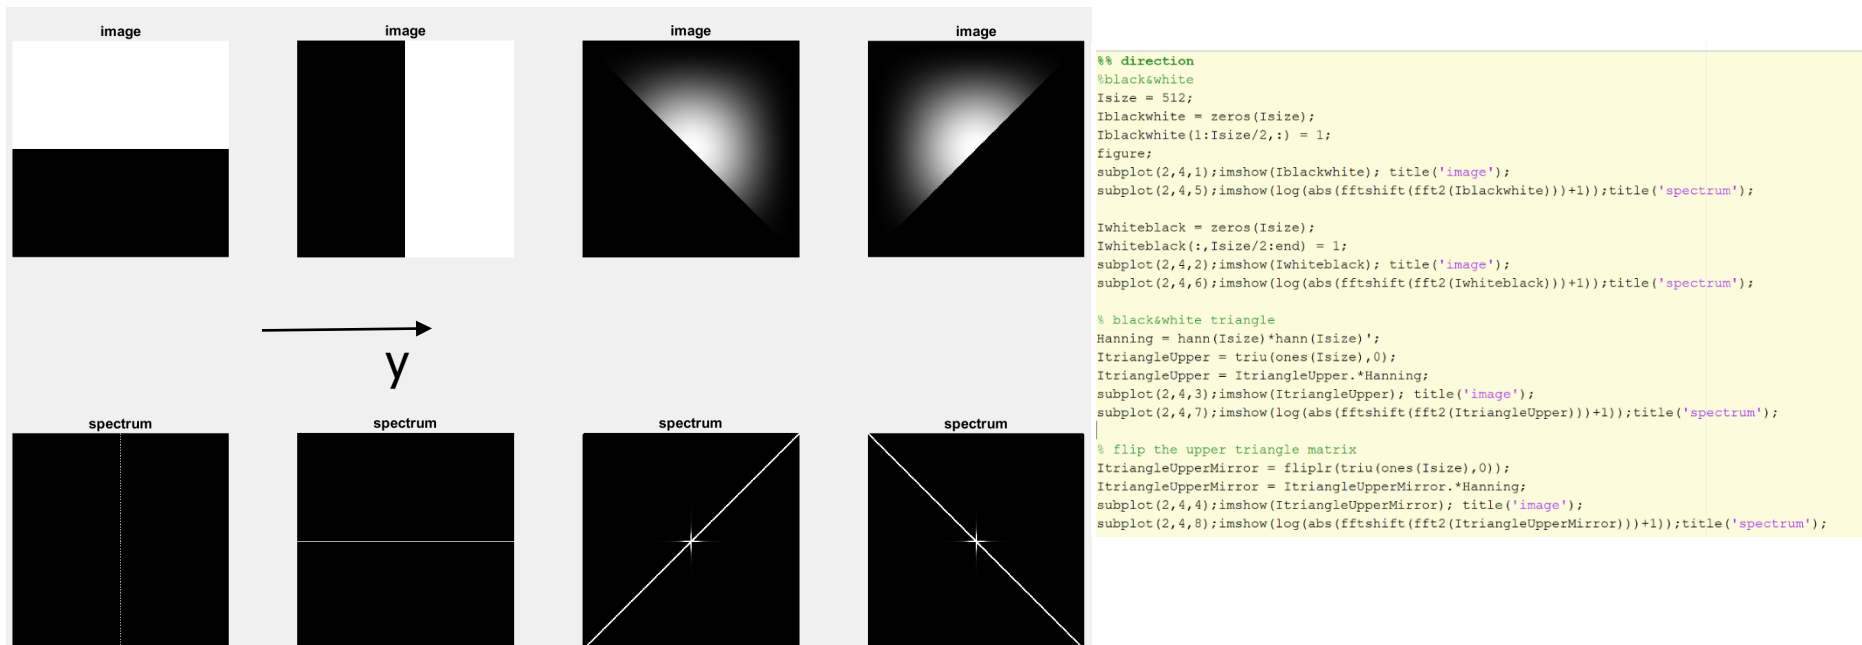 image
image
image
image
y
spectrum
spectrum
spectrum
spectrum
%% direction
%black&white
Isize = 512;
Iblackwhite = zeros(Isize);
Iblackwhite(1:Isize/2,:) = 1;
figure;
subplot(2,4,1);imshow(Iblackwhite); title('image');
subplot(2,4,5);imshow(log(abs(fftshift(fft2(Iblackwhite)))+1));title('spectrum');
Iwhiteblack = zeros(Isize);
Iwhiteblack(:,Isize/2:end) = 1;
subplot(2,4,2);imshow(Iwhiteblack); title('image');
subplot(2,4,6);imshow(log(abs(fftshift(fft2(Iwhiteblack)))+1));title('spectrum');
% black&white triangle
Hanning = hann(Isize)*hann(Isize)';
ItriangleUpper = triu(ones(Isize),0);
ItriangleUpper = ItriangleUpper.*Hanning;
subplot(2,4,3);imshow(ItriangleUpper); title('image');
subplot(2,4,7);imshow(log(abs(fftshift(fft2(ItriangleUpper)))+1));title('spectrum');
% flip the upper triangle matrix
ItriangleUpperMirror = fliplr(triu(ones(Isize),0));
ItriangleUpperMirror = ItriangleUpperMirror.*Hanning;
subplot(2,4,4);imshow(ItriangleUpperMirror); title('image');
subplot(2,4,8);imshow(log(abs(fftshift(fft2(ItriangleUpperMirror)))+1));title('spectrum');